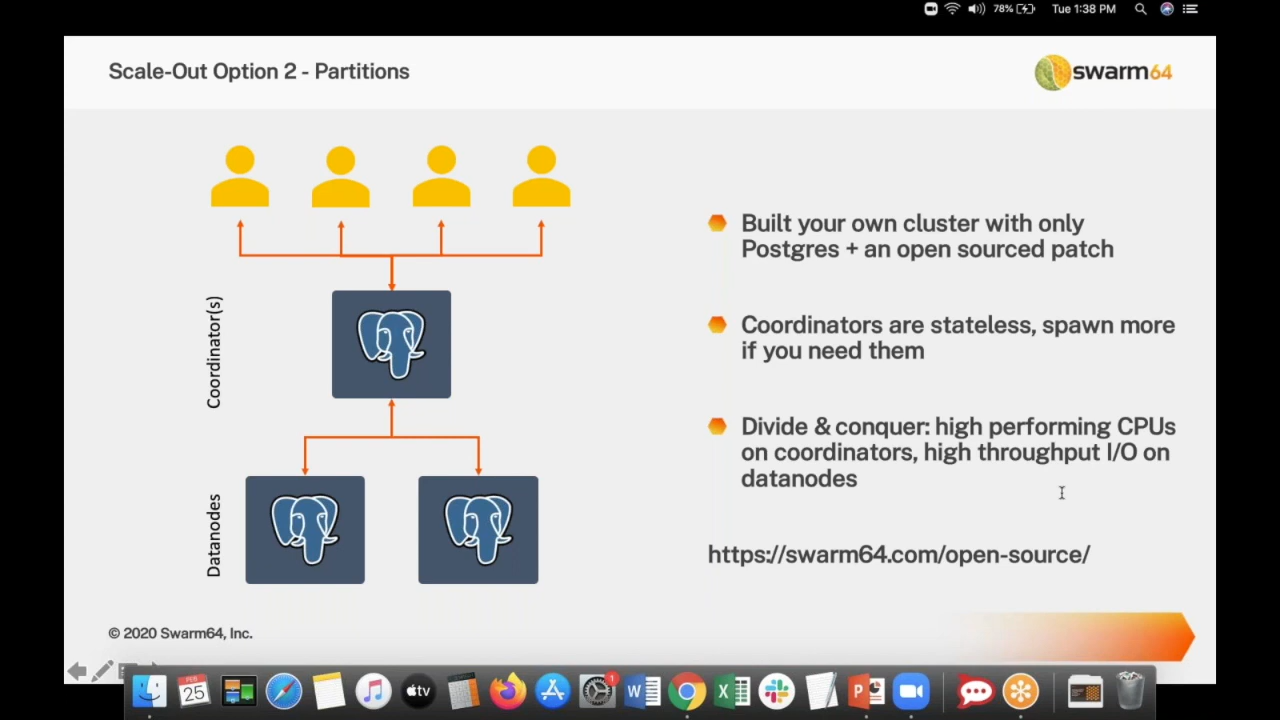 78%
Tue 1:38 PM
Scale-Out Option 2 - Partitions
swarm64
Built your own cluster with only
Postgres + an open sourced patch
Coordinators are stateless, spawn more
if you need them
Divide & conquer: high performing CPUs
on coordinators, high throughput I/O on
datanodes
https://swarm64.com/open-source/
Coordinator(s)
Datanodes
© 2020 Swarm64, Inc.
FEB
25
tv
1
W
X
P